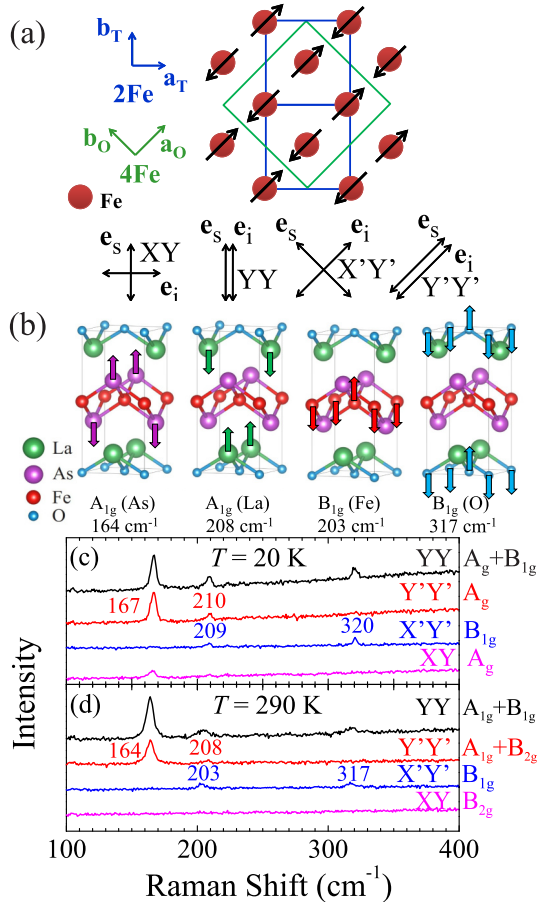 (a)
b_T
a_T
2Fe
b_O
a_O
4Fe
Fe
e_s XY e_i
e_s e_i YY
e_s e_i X'Y'
e_s e_i Y'Y'
(b)
La
As
Fe
O
A_1g (As) A_1g (La) B_1g (Fe) B_1g (O)
164 cm⁻¹ 208 cm⁻¹ 203 cm⁻¹ 317 cm⁻¹
(c) T = 20 K YY A_g+B_1g
167 210 Y'Y' A_g
209 320 X'Y' B_1g
XY A_g
(d) T = 290 K YY A_1g+B_1g
164 208 Y'Y' A_1g+B_2g
203 317 X'Y' B_1g
XY B_2g
Intensity
100 200 300 400
Raman Shift (cm⁻¹)